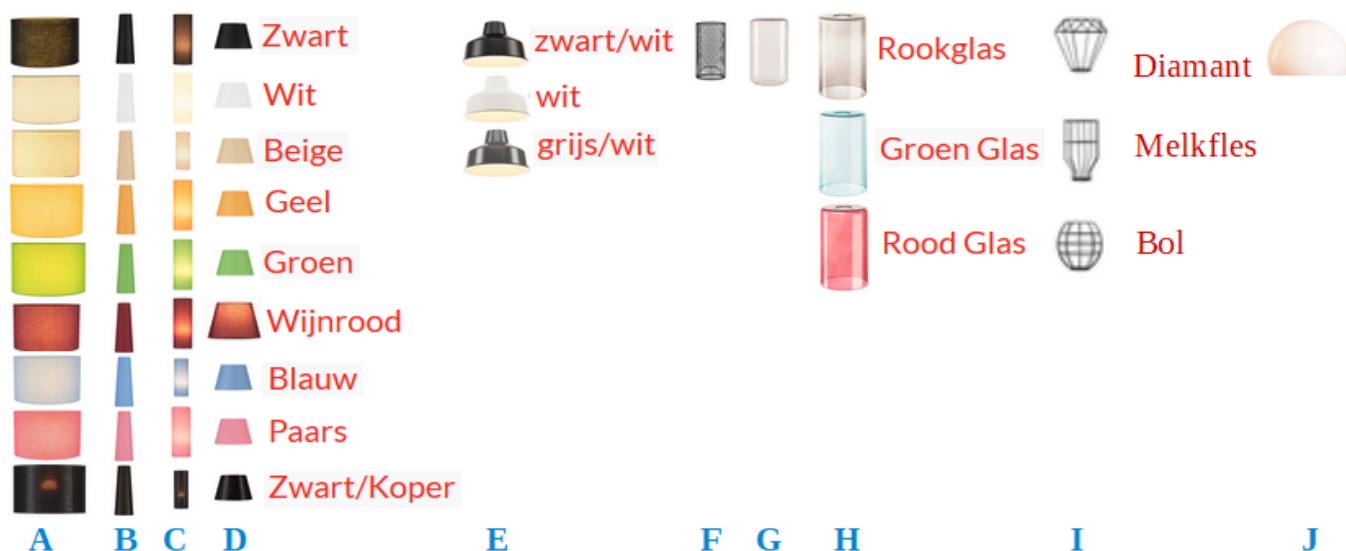 Zwart
Wit
Beige
Geel
Groen
Wijnrood
Blauw
Paars
Zwart/Koper
zwart/wit
wit
grijs/wit
Rookglas
Groen Glas
Rood Glas
Diamant
Melkfles
Bol
A B C D E F G H I J